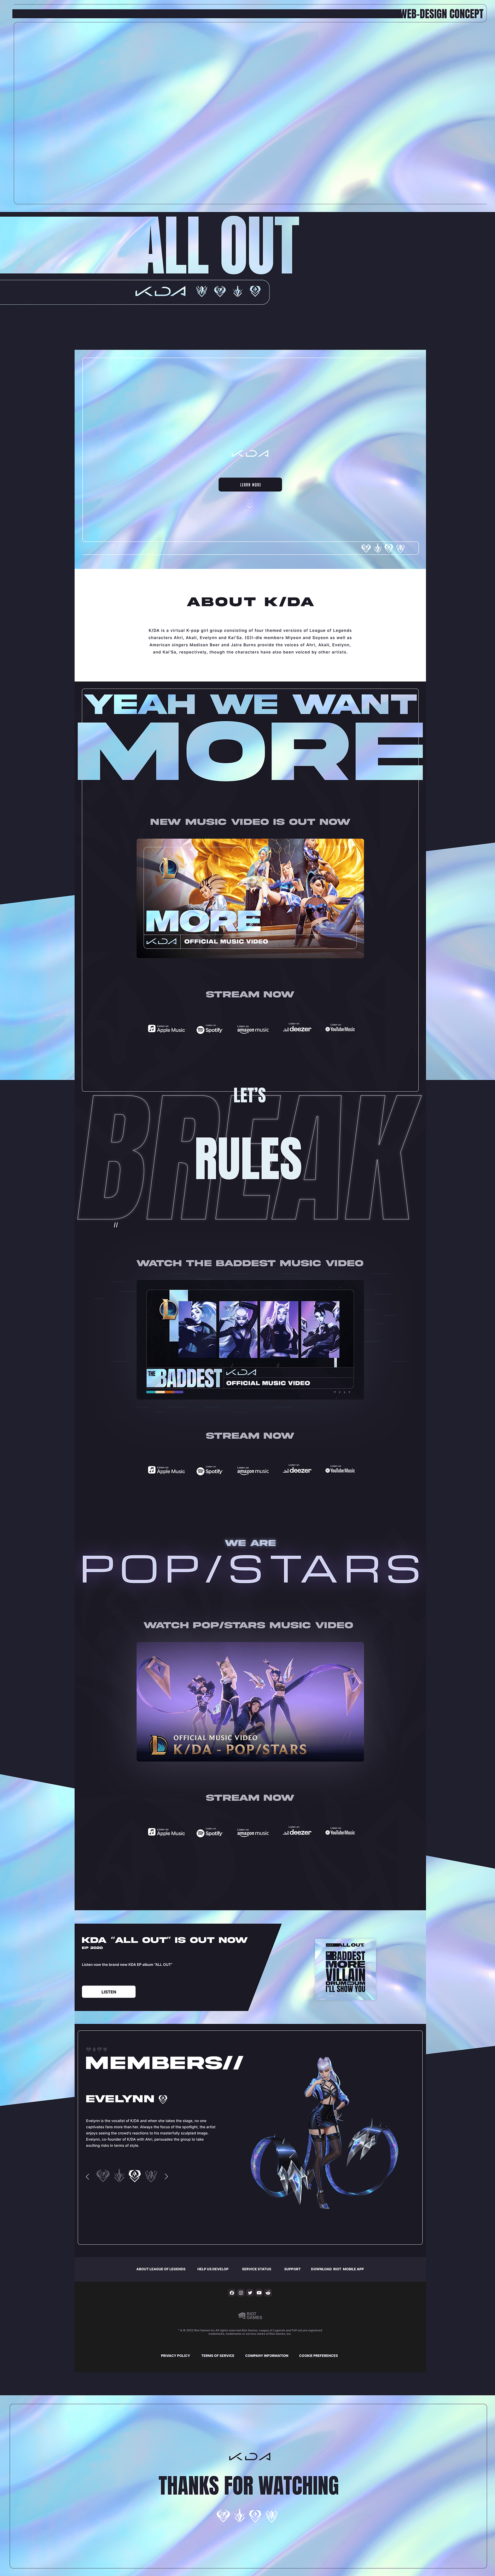 WEB-DESIGN CONCEPT
ALL OUT
K/DA
K/DA
LEARN MORE
ABOUT K/DA
K/DA is a virtual K-pop girl group consisting of four themed versions of League of Legends
characters Ahri, Akali, Evelynn and Kai'Sa. (G)I-dle members Miyeon and Soyeon as well as
American singers Madison Beer and Jaira Burns provide the voices of Ahri, Akali, Evelynn,
and Kai'Sa, respectively, though the characters have also been voiced by other artists.
YEAH WE WANT
MORE
NEW MUSIC VIDEO IS OUT NOW
L
MORE
K/DA OFFICIAL MUSIC VIDEO
STREAM NOW
Apple Music Spotify amazon music deezer YouTube Music
LET'S
BREAK
RULES
//
WATCH THE BADDEST MUSIC VIDEO
THE BADDEST
K/DA
OFFICIAL MUSIC VIDEO
STREAM NOW
Apple Music Spotify amazon music deezer YouTube Music
WE ARE
POP/STARS
WATCH POP/STARS MUSIC VIDEO
OFFICIAL MUSIC VIDEO
K/DA - POP/STARS
STREAM NOW
Apple Music Spotify amazon music deezer YouTube Music
KDA "ALL OUT" IS OUT NOW
EP 2020
Listen now the brand new KDA EP album "ALL OUT"
LISTEN
ALL OUT
BADDEST
MORE
VILLAIN
DRUM GO DUM
I'LL SHOW YOU
MEMBERS//
EVELYNN
Evelynn is the vocalist of K/DA and when she takes the stage, no one
captivates fans more than her. Always the focus of the spotlight, the artist
enjoys seeing the crowd's reactions to his masterfully sculpted image.
Evelynn, co-founder of K/DA with Ahri, persuades the group to take
exciting risks in terms of style.
ABOUT LEAGUE OF LEGENDS HELP US DEVELOP SERVICE STATUS SUPPORT DOWNLOAD RIOT MOBILE APP
RIOT
GAMES
PRIVACY POLICY TERMS OF SERVICE COMPANY INFORMATION COOKIE PREFERENCES
K/DA
THANKS FOR WATCHING